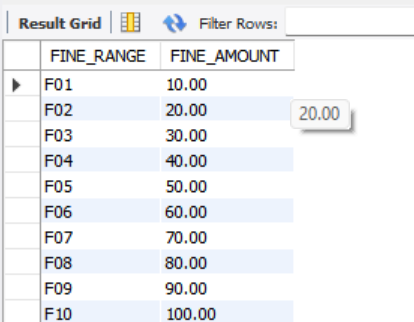 Result Grid Filter Rows:
FINE_RANGE FINE_AMOUNT
F01 10.00
F02 20.00
20.00
F03 30.00
F04 40.00
F05 50.00
F06 60.00
F07 70.00
F08 80.00
F09 90.00
F10 100.00